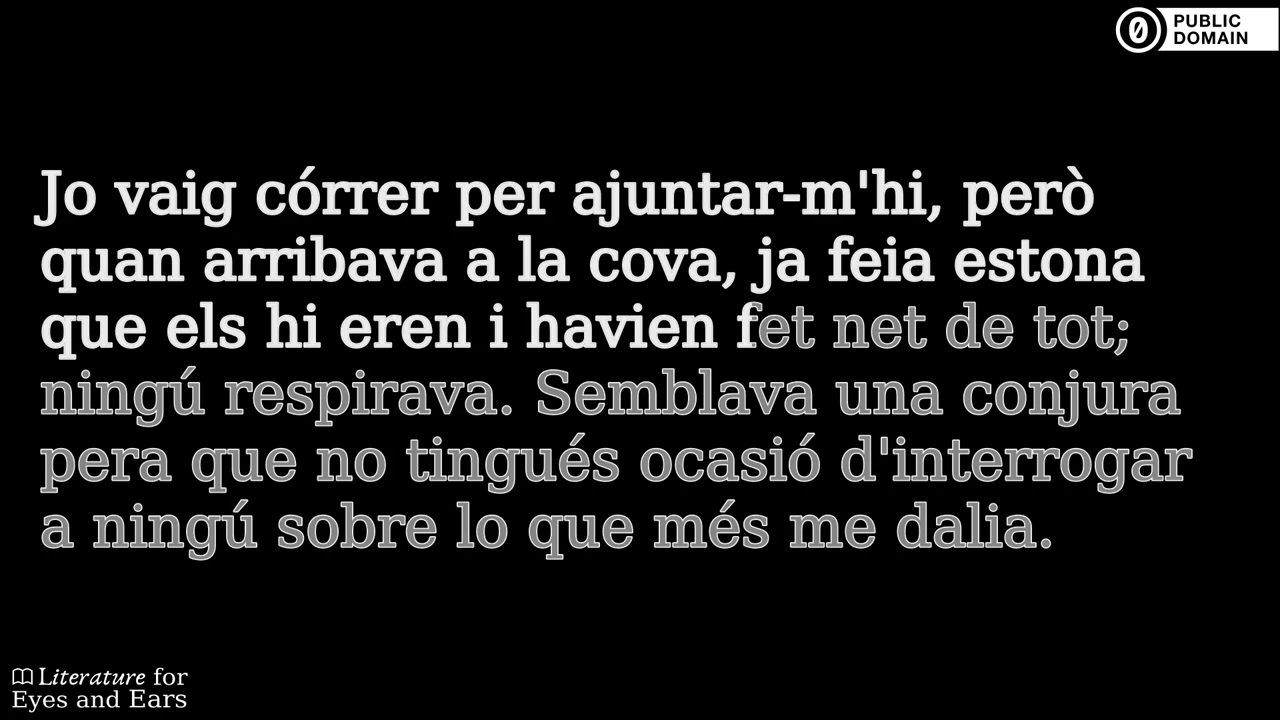 PUBLIC
DOMAIN
Jo vaig córrer per ajuntar-m'hi, però
quan arribava a la cova, ja feia estona
que els hi eren i havien fet net de tot;
ningú respirava. Semblava una conjura
pera que no tingués ocasió d'interrogar
a ningú sobre lo que més me dalia.
Literature for
Eyes and Ears